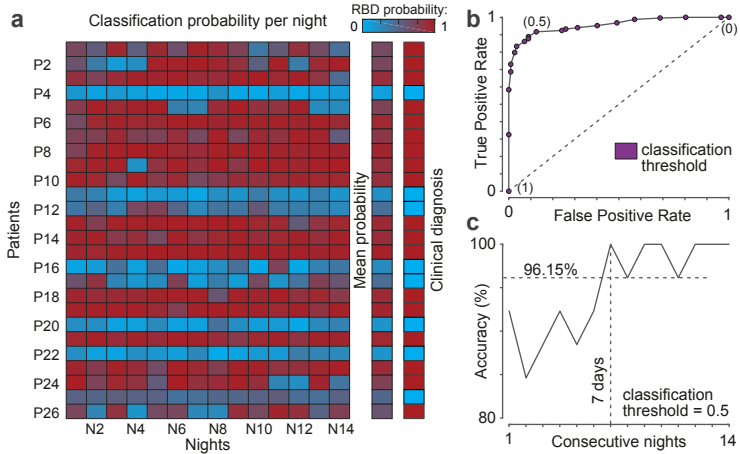 a
Classification probability per night
RBD probability:
0
1
P2
P4
P6
P8
P10
P12
P14
P16
P18
P20
P22
P24
P26
Patients
N2
N4
N6
N8
N10
N12
N14
Nights
Mean probability
Clinical diagnosis
b
1
(0.5)
(0)
True Positive Rate
classification
threshold
(1)
0
0
False Positive Rate
1
c
100
96.15%
Accuracy (%)
7 days
classification
threshold = 0.5
80
1
Consecutive nights
14